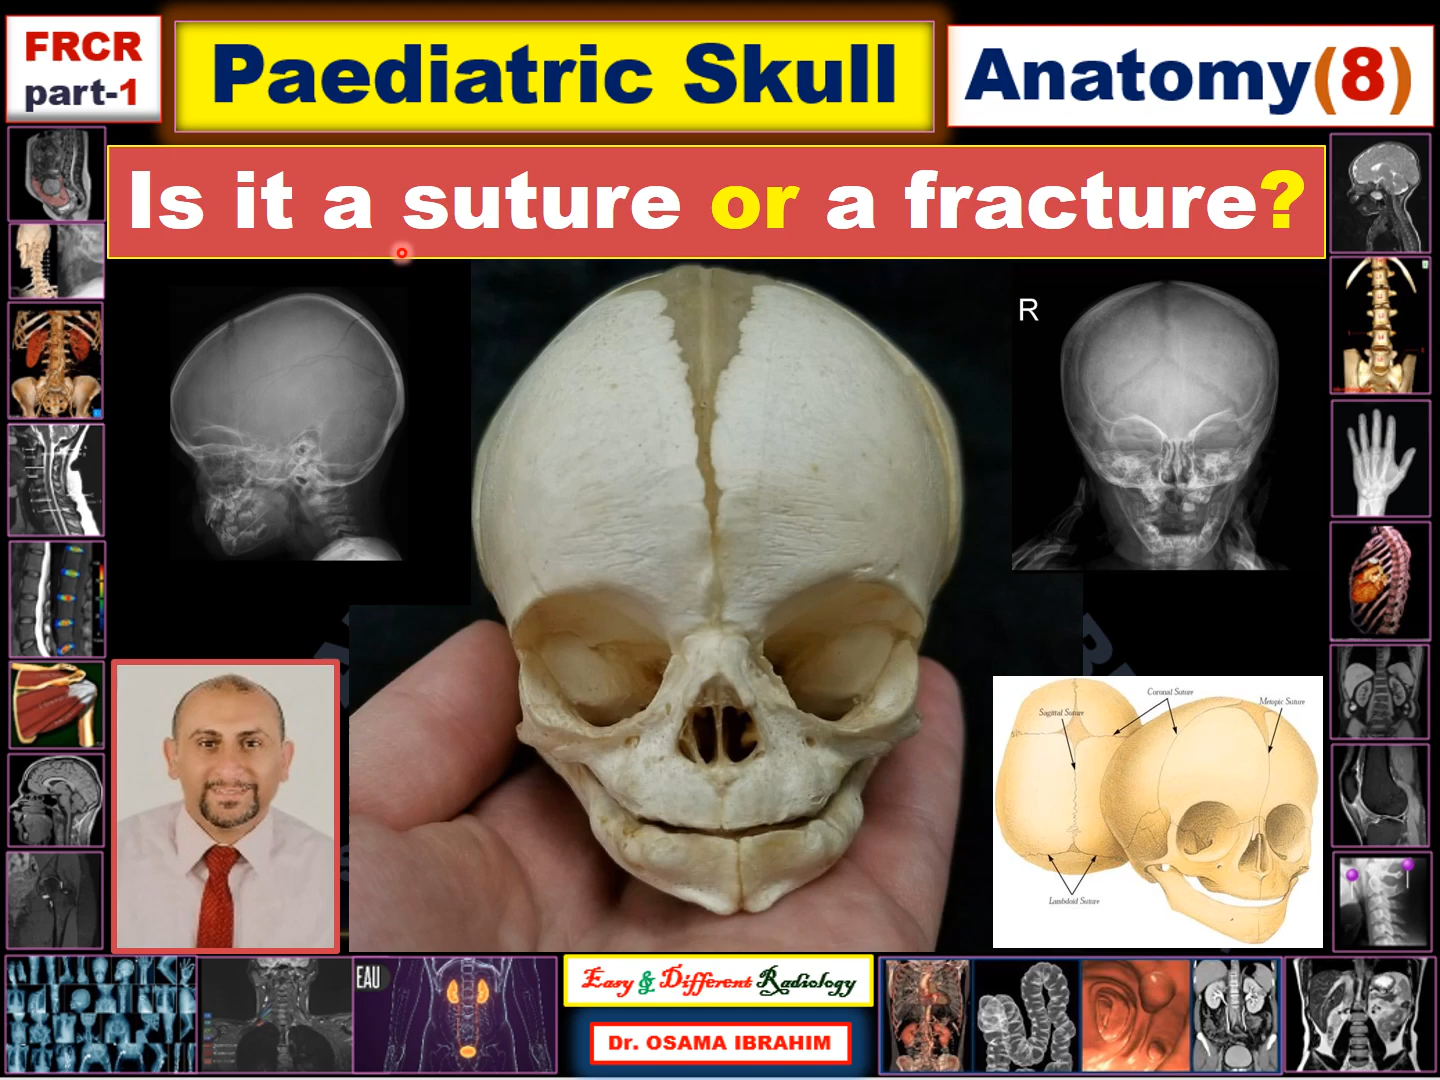 FRCR
part-1
Paediatric Skull
Anatomy(8)
Is it a suture or a fracture?
R
Coronal Suture
Sagittal Suture
Metopic Suture
Lambdoid Suture
EAU
Easy & Different Radiology
Dr. OSAMA IBRAHIM